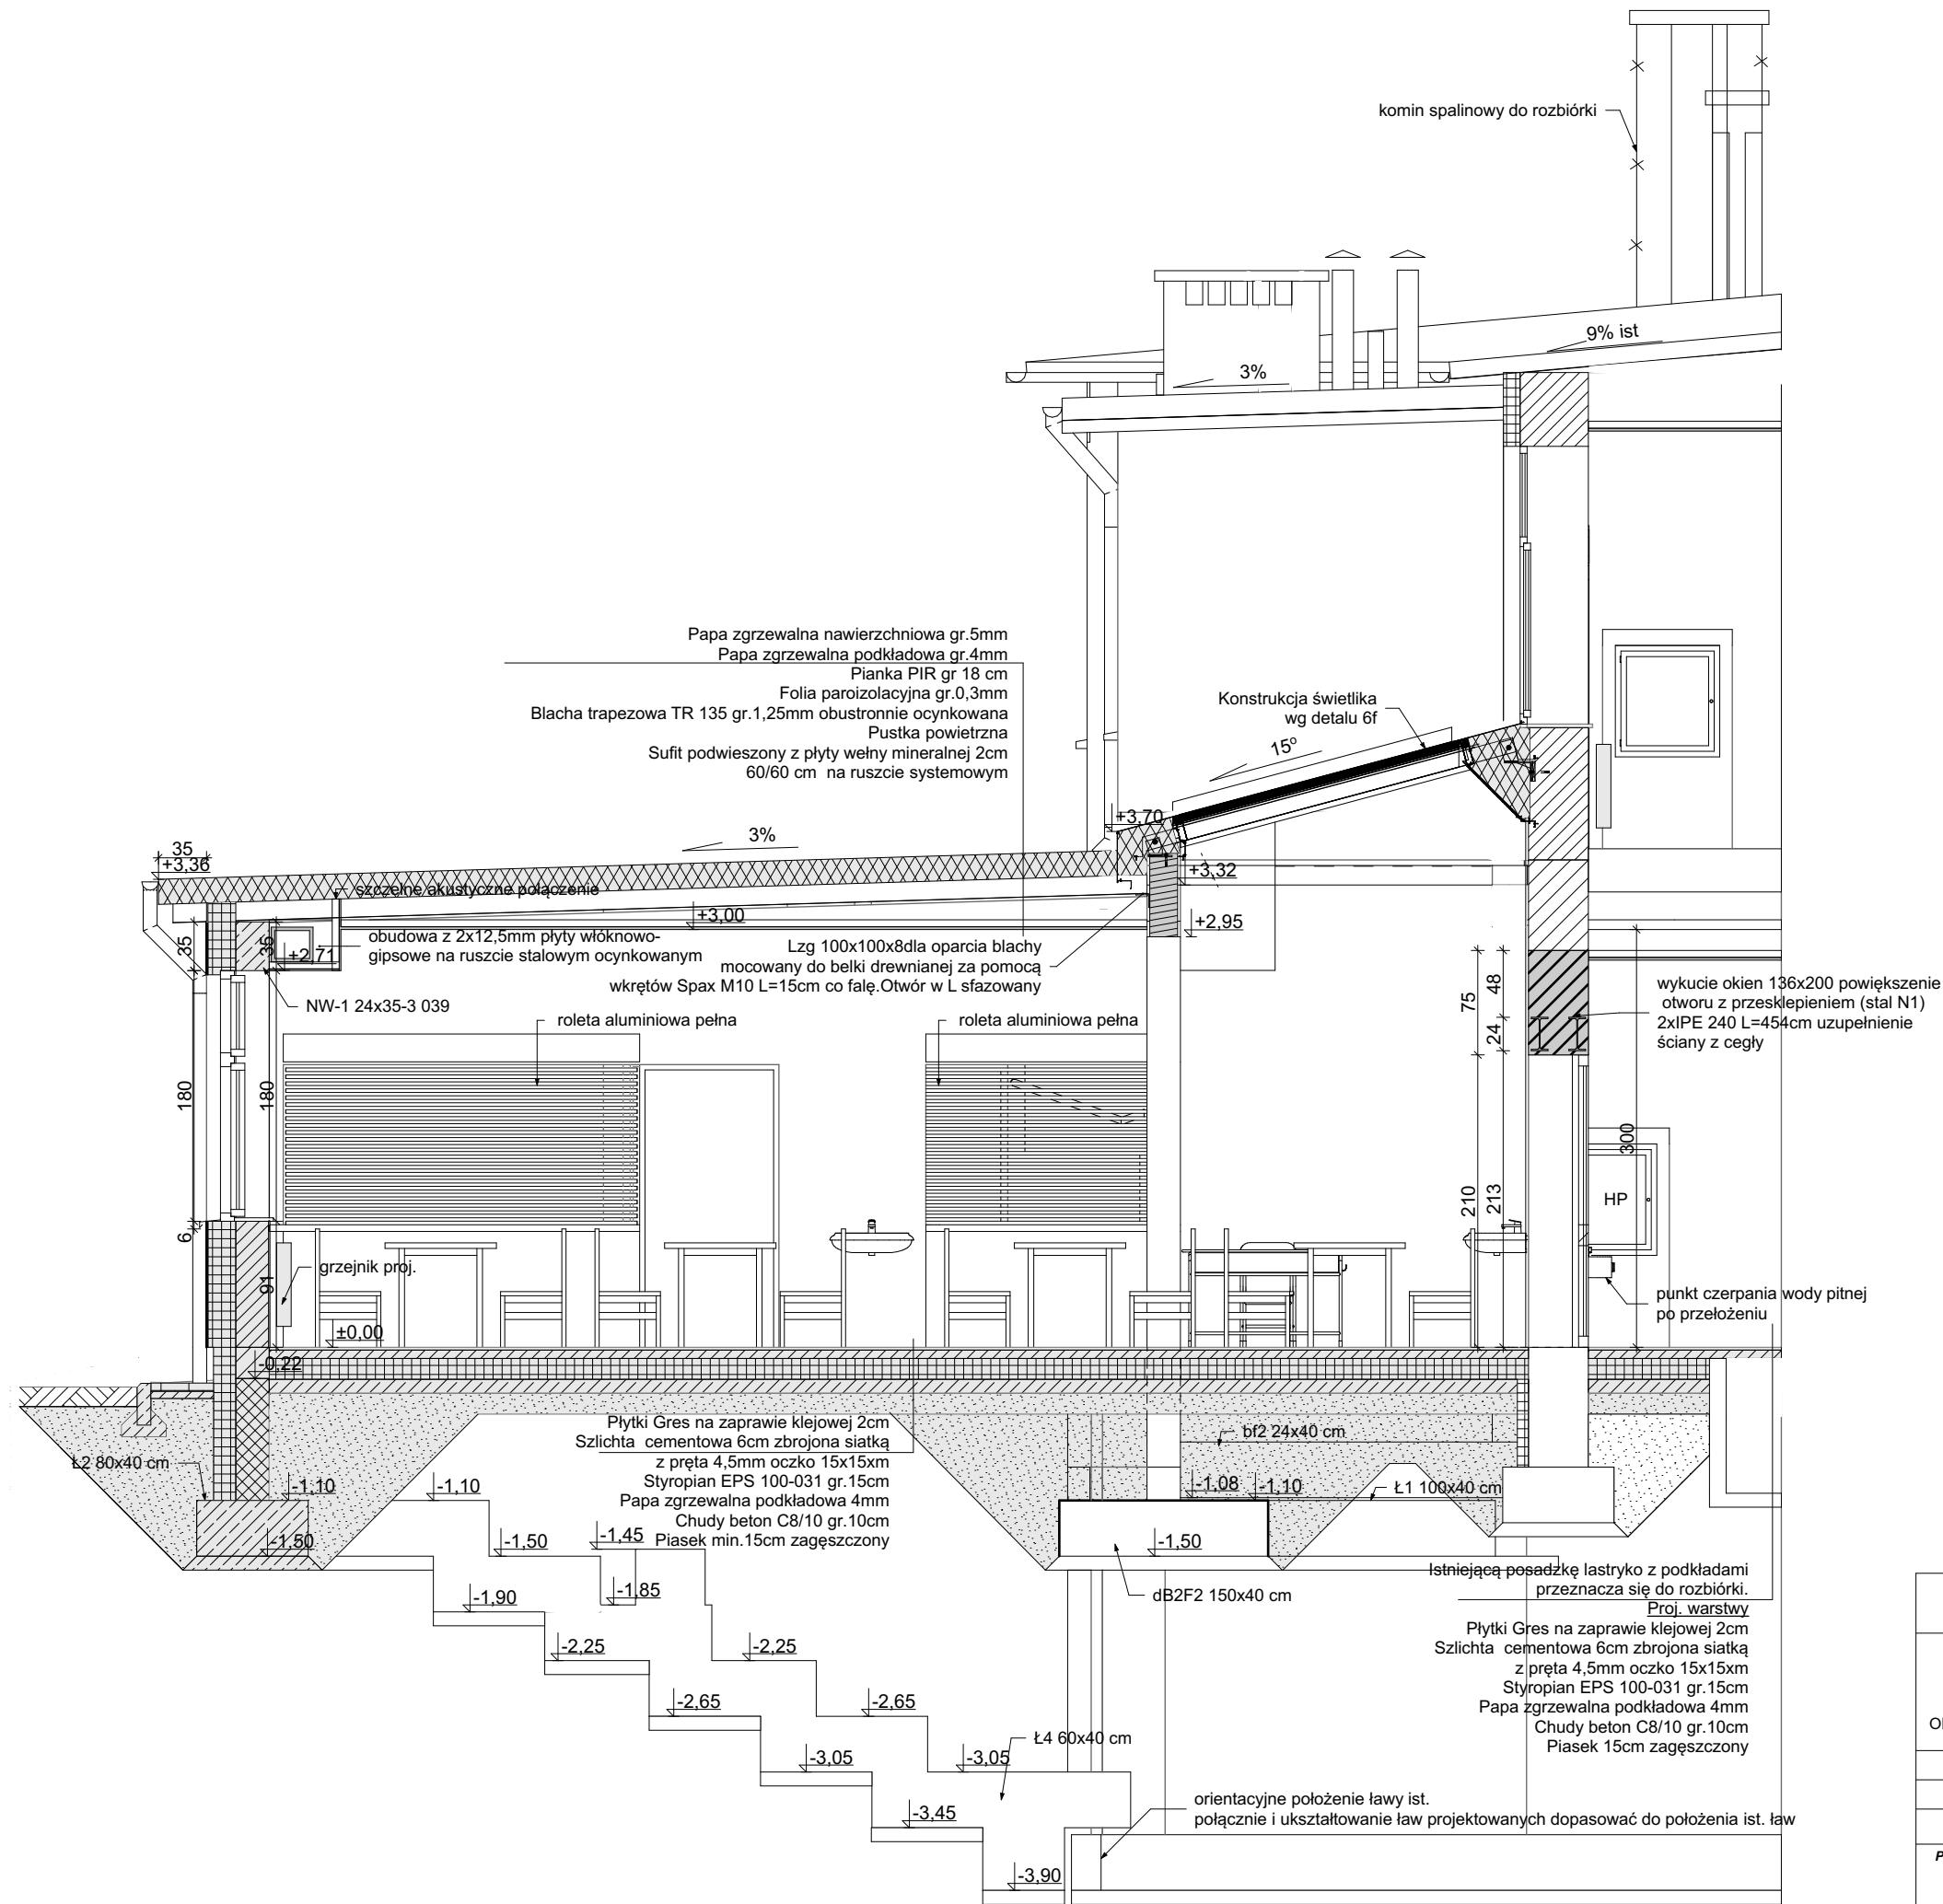 komin spalinowy do rozbiórki
9% ist
3%
Papa zgrzewalna nawierzchniowa gr.5mm
Papa zgrzewalna podkładowa gr.4mm
Pianka PIR gr 18 cm
Folia paroizolacyjna gr.0,3mm
Blacha trapezowa TR 135 gr.1,25mm obustronnie ocynkowana
Pustka powietrzna
Sufit podwieszony z płyty wełny mineralnej 2cm
60/60 cm na ruszcie systemowym
Konstrukcja świetlika
wg detalu 6f
15°
+3,70
3%
35
+3,36
szczelne akustyczne połączenie
+3,32
+3,00
+2,95
35
35
+2,71
obudowa z 2x12,5mm płyty włóknowo-
gipsowe na ruszcie stalowym ocynkowanym
Lzg 100x100x8dla oparcia blachy
mocowany do belki drewnianej za pomocą
wkrętów Spax M10 L=15cm co falę.Otwór w L sfazowany
NW-1 24x35-3 039
roleta aluminiowa pełna
roleta aluminiowa pełna
75
48
24
wykucie okien 136x200 powiększenie
otworu z przesklepieniem (stal N1)
2xIPE 240 L=454cm uzupełnienie
ściany z cegły
180
180
300
210
213
HP
6
91
grzejnik proj.
punkt czerpania wody pitnej
po przełożeniu
±0,00
-0,22
Płytki Gres na zaprawie klejowej 2cm
Szlichta cementowa 6cm zbrojona siatką
z pręta 4,5mm oczko 15x15xm
Styropian EPS 100-031 gr.15cm
Papa zgrzewalna podkładowa 4mm
Chudy beton C8/10 gr.10cm
Piasek min.15cm zagęszczony
bf2 24x40 cm
Ł2 80x40 cm
-1,10
-1,10
-1,08
-1,10
Ł1 100x40 cm
-1,50
-1,50
-1,45
-1,50
-1,90
-1,85
dB2F2 150x40 cm
Istniejącą posadzkę lastryko z podkładami
przeznacza się do rozbiórki.
Proj. warstwy
Płytki Gres na zaprawie klejowej 2cm
Szlichta cementowa 6cm zbrojona siatką
z pręta 4,5mm oczko 15x15xm
Styropian EPS 100-031 gr.15cm
Papa zgrzewalna podkładowa 4mm
Chudy beton C8/10 gr.10cm
Piasek 15cm zagęszczony
-2,25
-2,25
-2,65
-2,65
Ł4 60x40 cm
-3,05
-3,05
-3,45
orientacyjne położenie ławy ist.
połącznie i ukształtowanie ław projektowanych dopasować do położenia ist. ław
-3,90